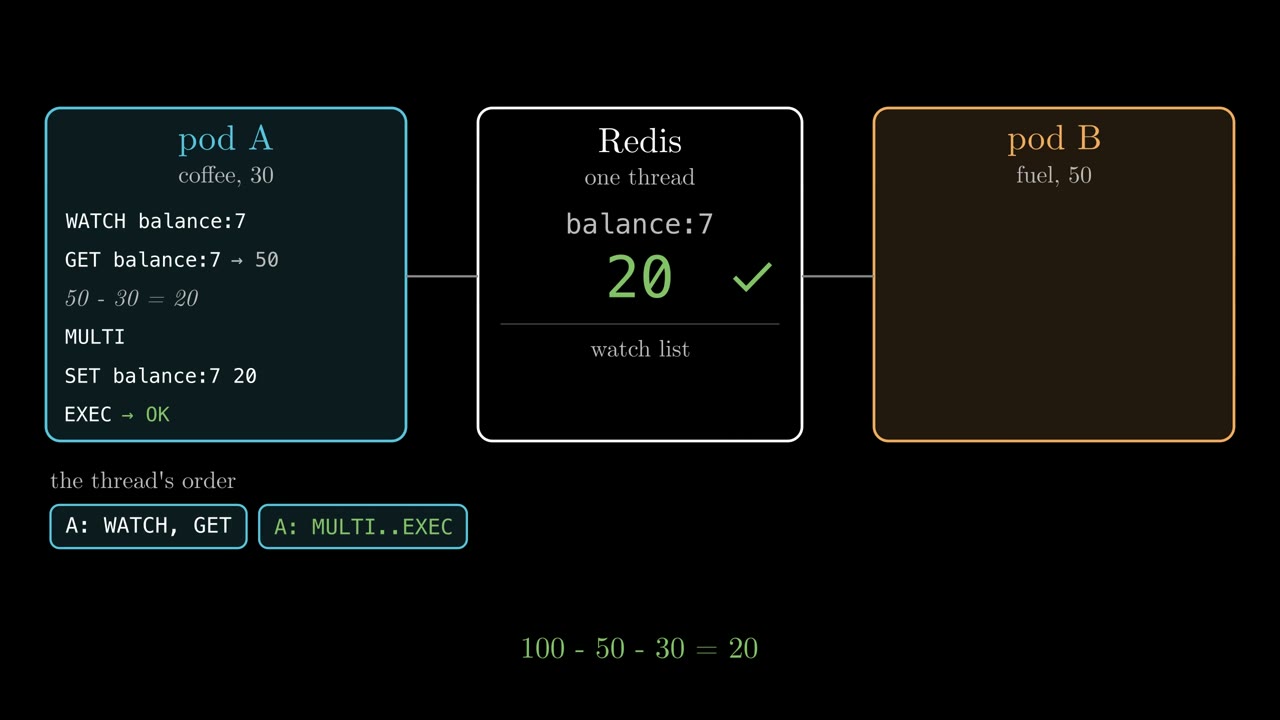 pod A
coffee, 30
WATCH balance:7
GET balance:7 → 50
50 - 30 = 20
MULTI
SET balance:7 20
EXEC → OK
Redis
one thread
balance:7
20 ✓
watch list
pod B
fuel, 50
the thread's order
A: WATCH, GET
A: MULTI..EXEC
100 - 50 - 30 = 20